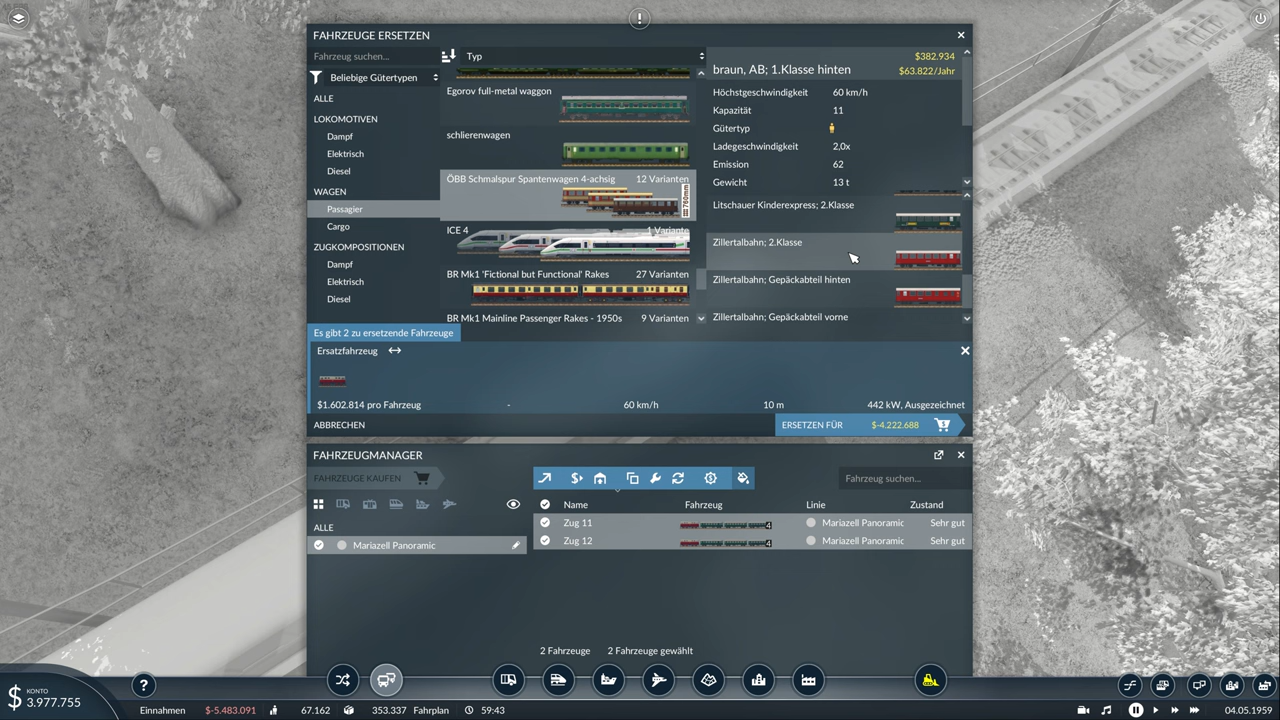 FAHRZEUGE ERSETZEN
Fahrzeug suchen...
Typ
Beliebige Gütertypen
ALLE
LOKOMOTIVEN
Dampf
Elektrisch
Diesel
WAGEN
Passagier
Cargo
ZUGKOMPOSITIONEN
Dampf
Elektrisch
Diesel
Egorov full-metal waggon
schlierenwagen
ÖBB Schmalspur Spantenwagen 4-achsig 12 Varianten
760mm
ICE 4 1 Variante
BR Mk1 'Fictional but Functional' Rakes 27 Varianten
BR Mk1 Mainline Passenger Rakes - 1950s 9 Varianten
$382.934
braun, AB; 1.Klasse hinten $63.822/Jahr
Höchstgeschwindigkeit 60 km/h
Kapazität 11
Gütertyp
Ladegeschwindigkeit 2,0x
Emission 62
Gewicht 13 t
Litschauer Kinderexpress; 2.Klasse
Zillertalbahn; 2.Klasse
Zillertalbahn; Gepäckabteil hinten
Zillertalbahn; Gepäckabteil vorne
Es gibt 2 zu ersetzende Fahrzeuge
Ersatzfahrzeug
$1.602.814 pro Fahrzeug - 60 km/h 10 m 442 kW, Ausgezeichnet
ABBRECHEN ERSETZEN FÜR $-4.222.688
FAHRZEUGMANAGER
FAHRZEUGE KAUFEN
Fahrzeug suchen...
Name Fahrzeug Linie Zustand
ALLE
Mariazell Panoramic
Zug 11 4 Mariazell Panoramic Sehr gut
Zug 12 4 Mariazell Panoramic Sehr gut
2 Fahrzeuge 2 Fahrzeuge gewählt
$ KONTO
3.977.755
?
Einnahmen $-5.483.091 67.162 353.337 Fahrplan 59:43
04.05.1959